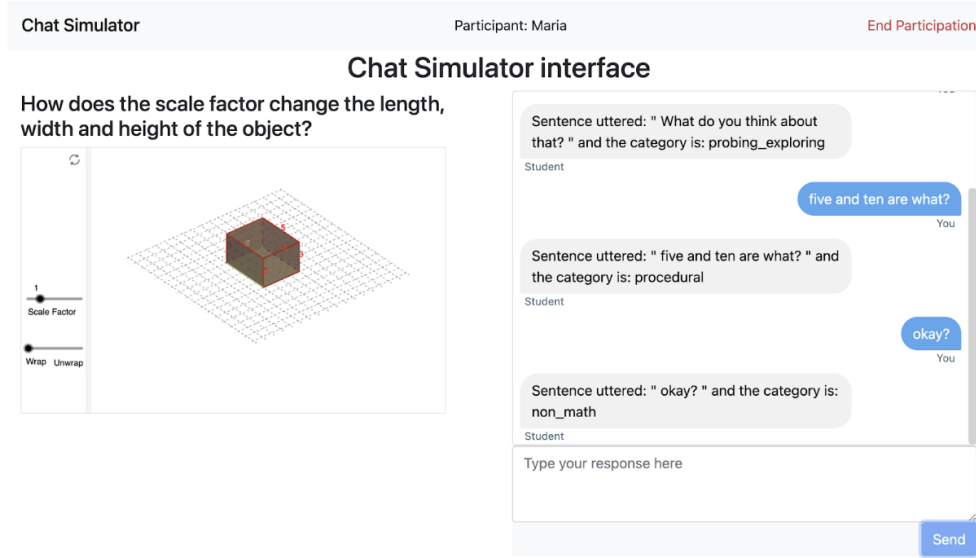 Chat Simulator
Participant: Maria
End Participation
Chat Simulator interface
How does the scale factor change the length,
width and height of the object?
1
Scale Factor
Wrap Unwrap
5
Sentence uttered: " What do you think about
that? " and the category is: probing_exploring
Student
five and ten are what?
You
Sentence uttered: " five and ten are what? " and
the category is: procedural
Student
okay?
You
Sentence uttered: " okay? " and the category is:
non_math
Student
Type your response here
Send